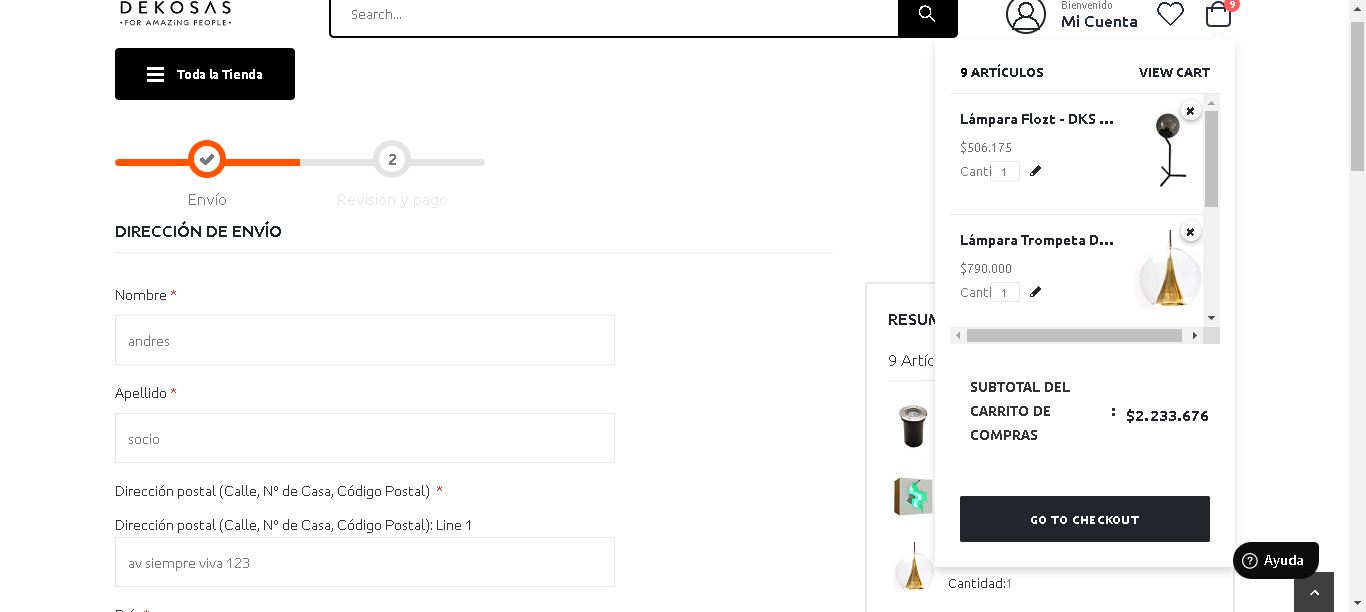 DEKOSAS
•FOR AMAZiNG PEOPLE•
Search...
Bienvenido
Mi Cuenta
9
Toda la Tienda
9 ARTÍCULOS
VIEW CART
Lámpara Flozt - DKS ...
$506.175
Canti 1
Lámpara Trompeta D...
$790.000
Canti 1
SUBTOTAL DEL
CARRITO DE
COMPRAS
:
$2.233.676
GO TO CHECKOUT
2
Envío
Revisión y pago
DIRECCIÓN DE ENVÍO
Nombre *
andres
Apellido *
socio
Dirección postal (Calle, Nº de Casa, Código Postal) *
Dirección postal (Calle, Nº de Casa, Código Postal): Line 1
av siempre viva 123
RESUM
9 Artíc
Cantidad:1
Ayuda